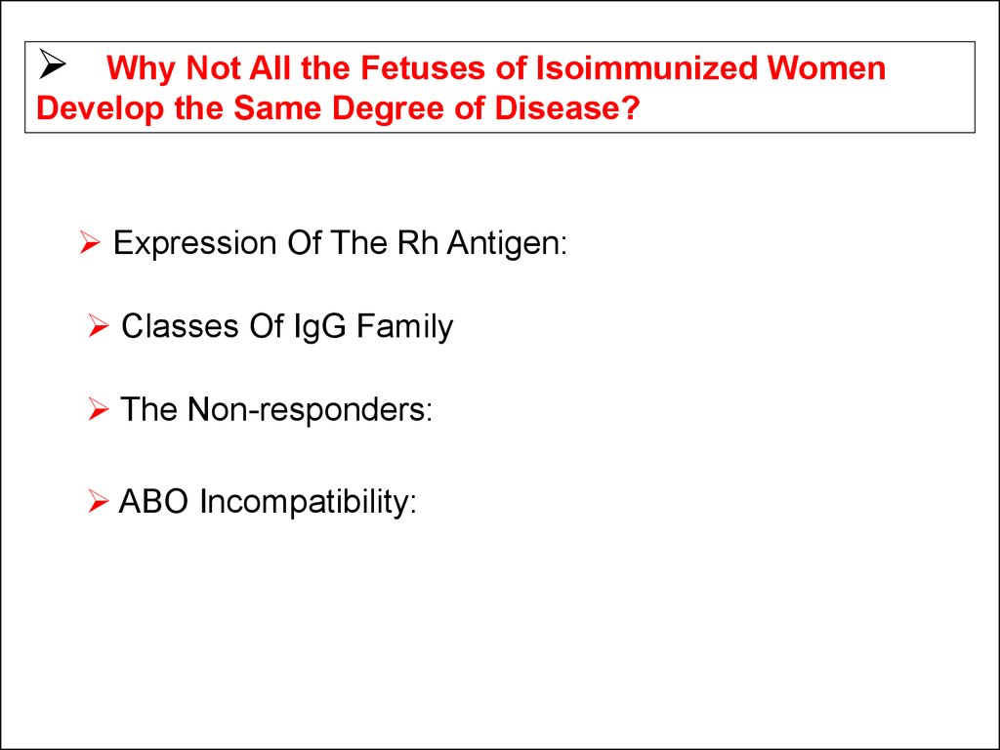 ➢ Why Not All the Fetuses of Isoimmunized Women
Develop the Same Degree of Disease?
➢ Expression Of The Rh Antigen:
➢ Classes Of IgG Family
➢ The Non-responders:
➢ ABO Incompatibility: